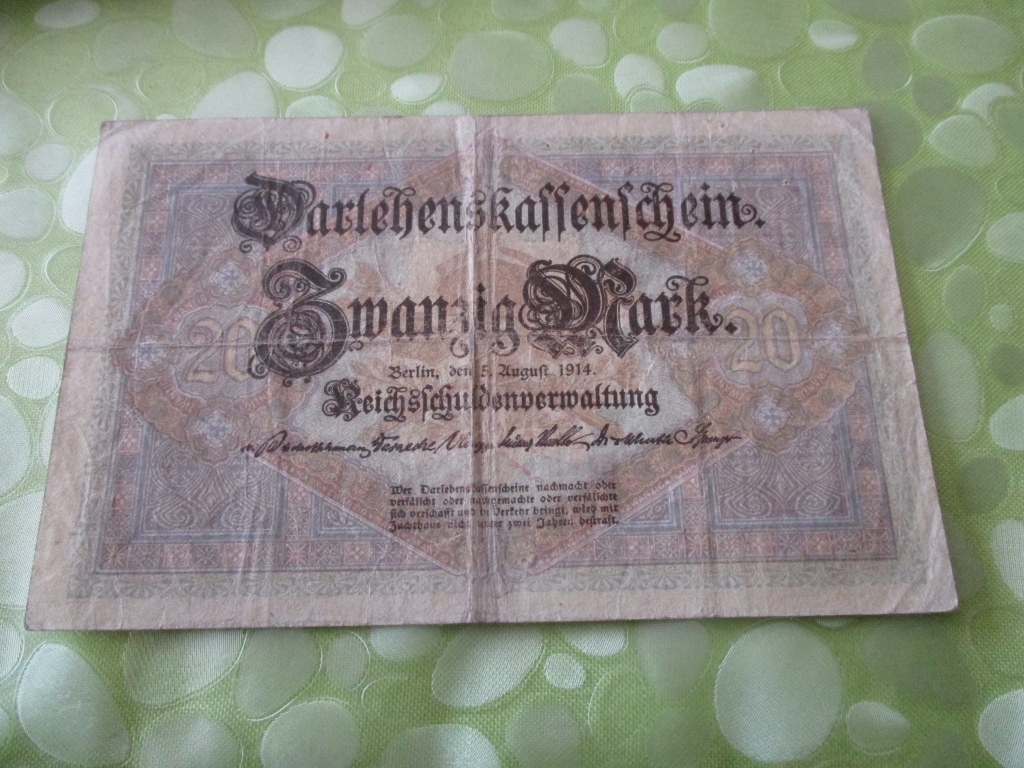 Darlehenskassenschein.
Zwanzig Mark.
20
20
Berlin, den 5. August 1914.
Reichsschuldenverwaltung
Wer Darlehenskassenscheine nachmacht oder
verfälscht oder nachgemachte oder verfälschte
sich verschafft und in Verkehr bringt, wird mit
Zuchthaus nicht unter zwei Jahren bestraft.